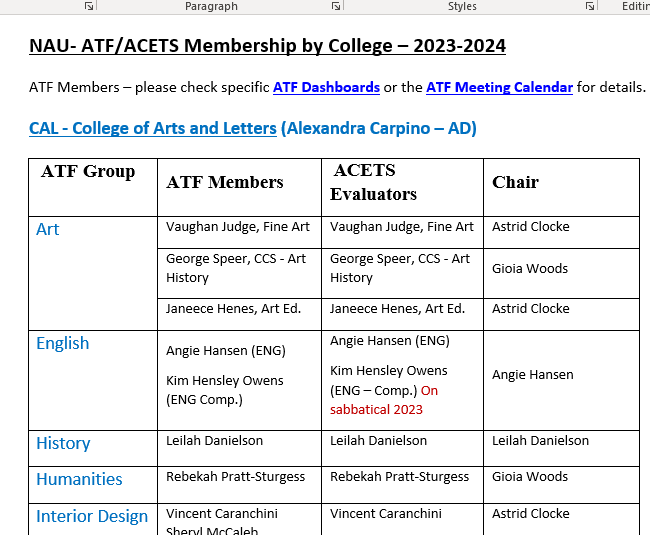 Paragraph
Styles
Editin
NAU- ATF/ACETS Membership by College – 2023-2024
ATF Members – please check specific ATF Dashboards or the ATF Meeting Calendar for details.
CAL - College of Arts and Letters (Alexandra Carpino – AD)
ATF Group
ATF Members
ACETS
Evaluators
Chair
Art
Vaughan Judge, Fine Art
Vaughan Judge, Fine Art
Astrid Clocke
George Speer, CCS - Art
History
George Speer, CCS - Art
History
Gioia Woods
Janeece Henes, Art Ed.
Janeece Henes, Art Ed.
Astrid Clocke
English
Angie Hansen (ENG)
Kim Hensley Owens
(ENG Comp.)
Angie Hansen (ENG)
Kim Hensley Owens
(ENG – Comp.) On
sabbatical 2023
Angie Hansen
History
Leilah Danielson
Leilah Danielson
Leilah Danielson
Humanities
Rebekah Pratt-Sturgess
Rebekah Pratt-Sturgess
Gioia Woods
Interior Design
Vincent Caranchini
Sheryl McCaleb
Vincent Caranchini
Astrid Clocke